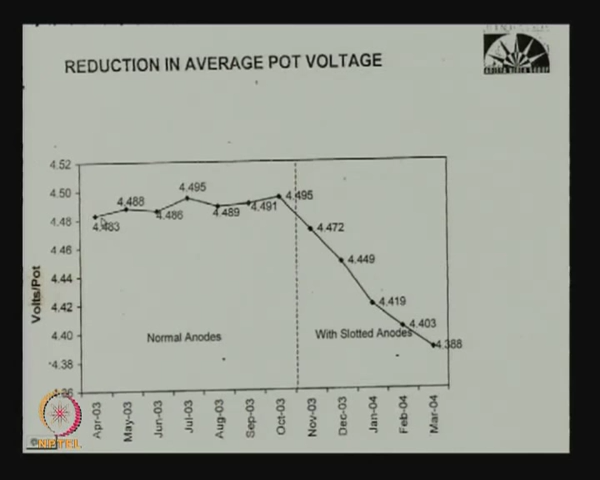 REDUCTION IN AVERAGE POT VOLTAGE
ADITYA BIRLA GROUP
Volts/Pot
4.52
4.50
4.48
4.46
4.44
4.42
4.40
4.38
4.483
4.488
4.486
4.495
4.489
4.491
4.495
4.472
4.449
4.419
4.403
4.388
Normal Anodes
With Slotted Anodes
Apr-03
May-03
Jun-03
Jul-03
Aug-03
Sep-03
Oct-03
Nov-03
Dec-03
Jan-04
Feb-04
Mar-04
NPTEL